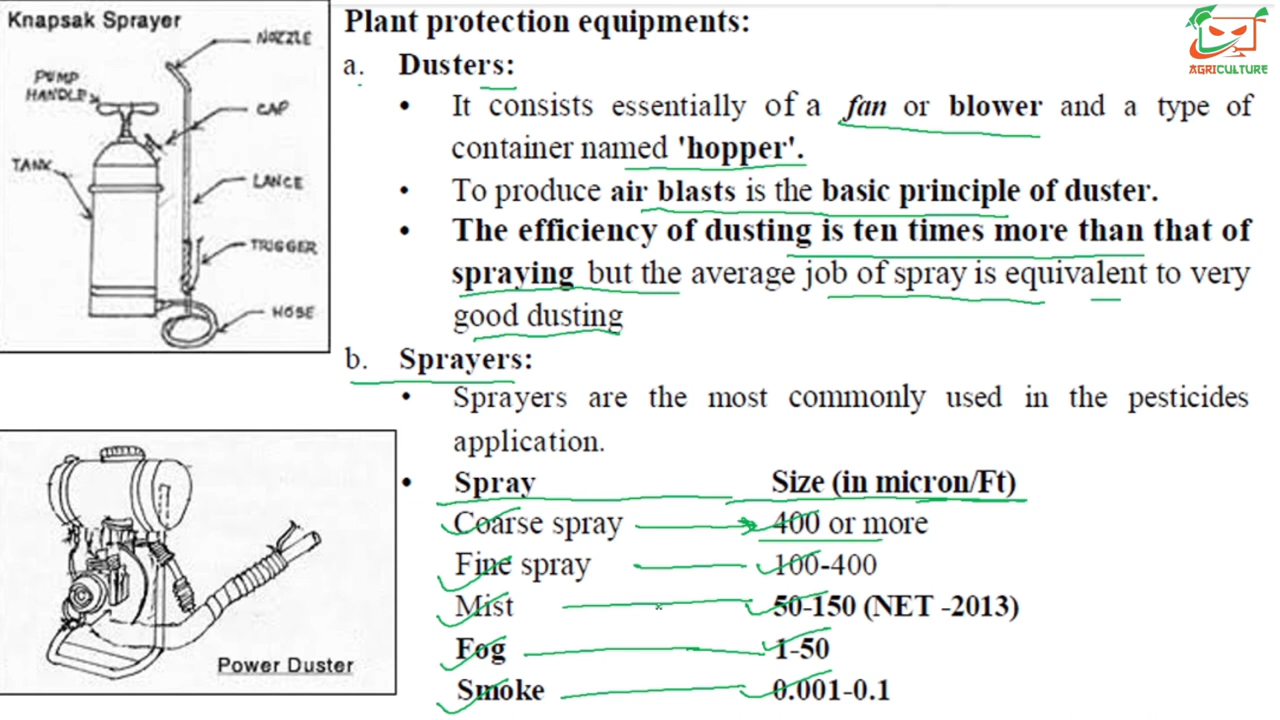 Knapsak Sprayer
NOZZLE
PUMP
HANDLE
CAP
TANK
LANCE
TRIGGER
HOSE
Power Duster
AGRICULTURE
Plant protection equipments:
a. Dusters:
• It consists essentially of a fan or blower and a type of
container named 'hopper'.
• To produce air blasts is the basic principle of duster.
• The efficiency of dusting is ten times more than that of
spraying but the average job of spray is equivalent to very
good dusting
b. Sprayers:
• Sprayers are the most commonly used in the pesticides
application.
• Spray Size (in micron/Ft)
Coarse spray 400 or more
Fine spray 100-400
Mist 50-150 (NET -2013)
Fog 1-50
Smoke 0.001-0.1